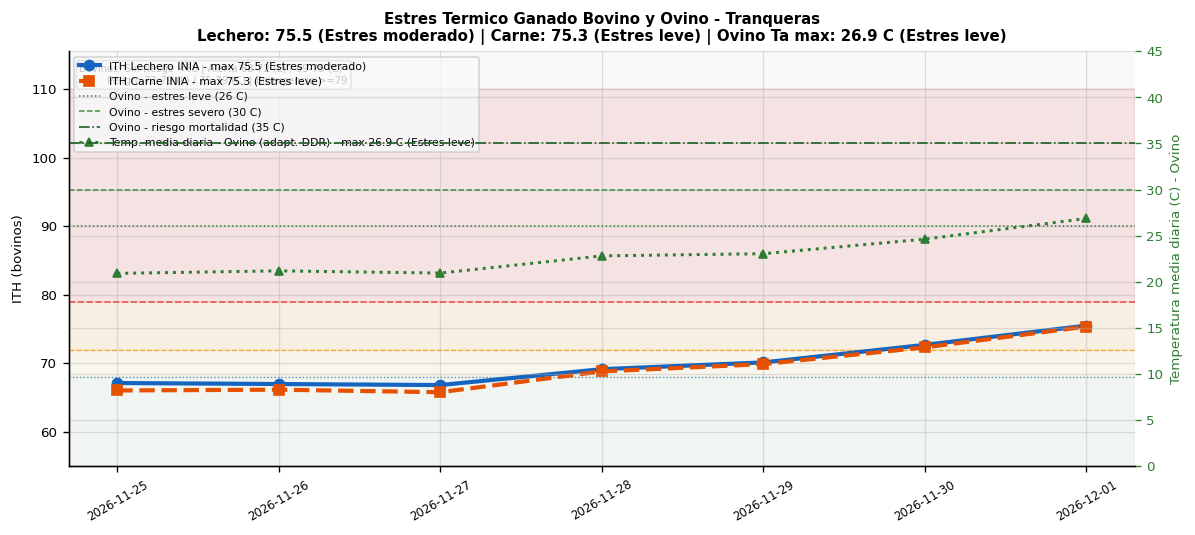 Estres Termico Ganado Bovino y Ovino - Tranqueras
Lechero: 75.5 (Estres moderado) | Carne: 75.3 (Estres leve) | Ovino Ta max: 26.9 C (Estres leve)
ITH Lechero INIA - max 75.5 (Estres moderado)
ITH Carne INIA - max 75.3 (Estres leve)
Ovino - estres leve (26 C)
Ovino - estres severo (30 C)
Ovino - riesgo mortalidad (35 C)
Temp. media diaria - Ovino (adapt. DDR) - max 26.9 C (Estres leve)
>=79
ITH (bovinos)
110
100
90
80
70
60
45
40
35
30
25
20
15
10
5
0
Temperatura media diaria (C) - Ovino
2026-11-25
2026-11-26
2026-11-27
2026-11-28
2026-11-29
2026-11-30
2026-12-01